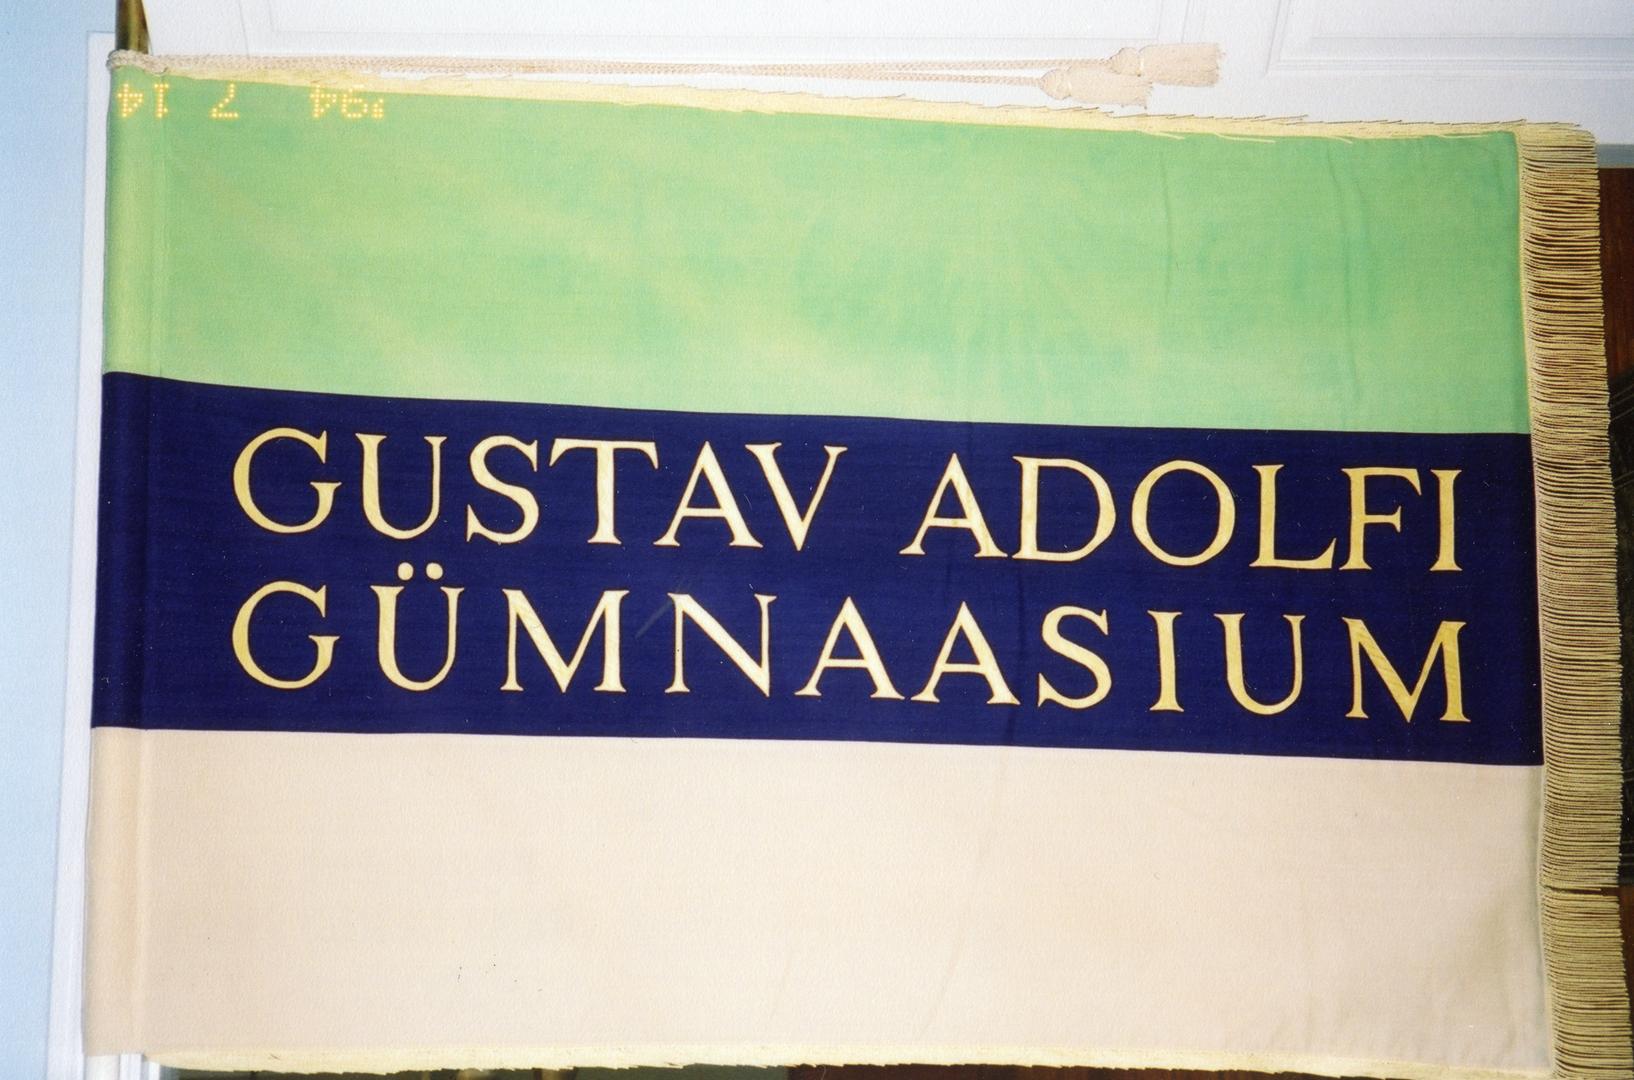 '94 7 14
GUSTAV ADOLFI
GÜMNAASIUM